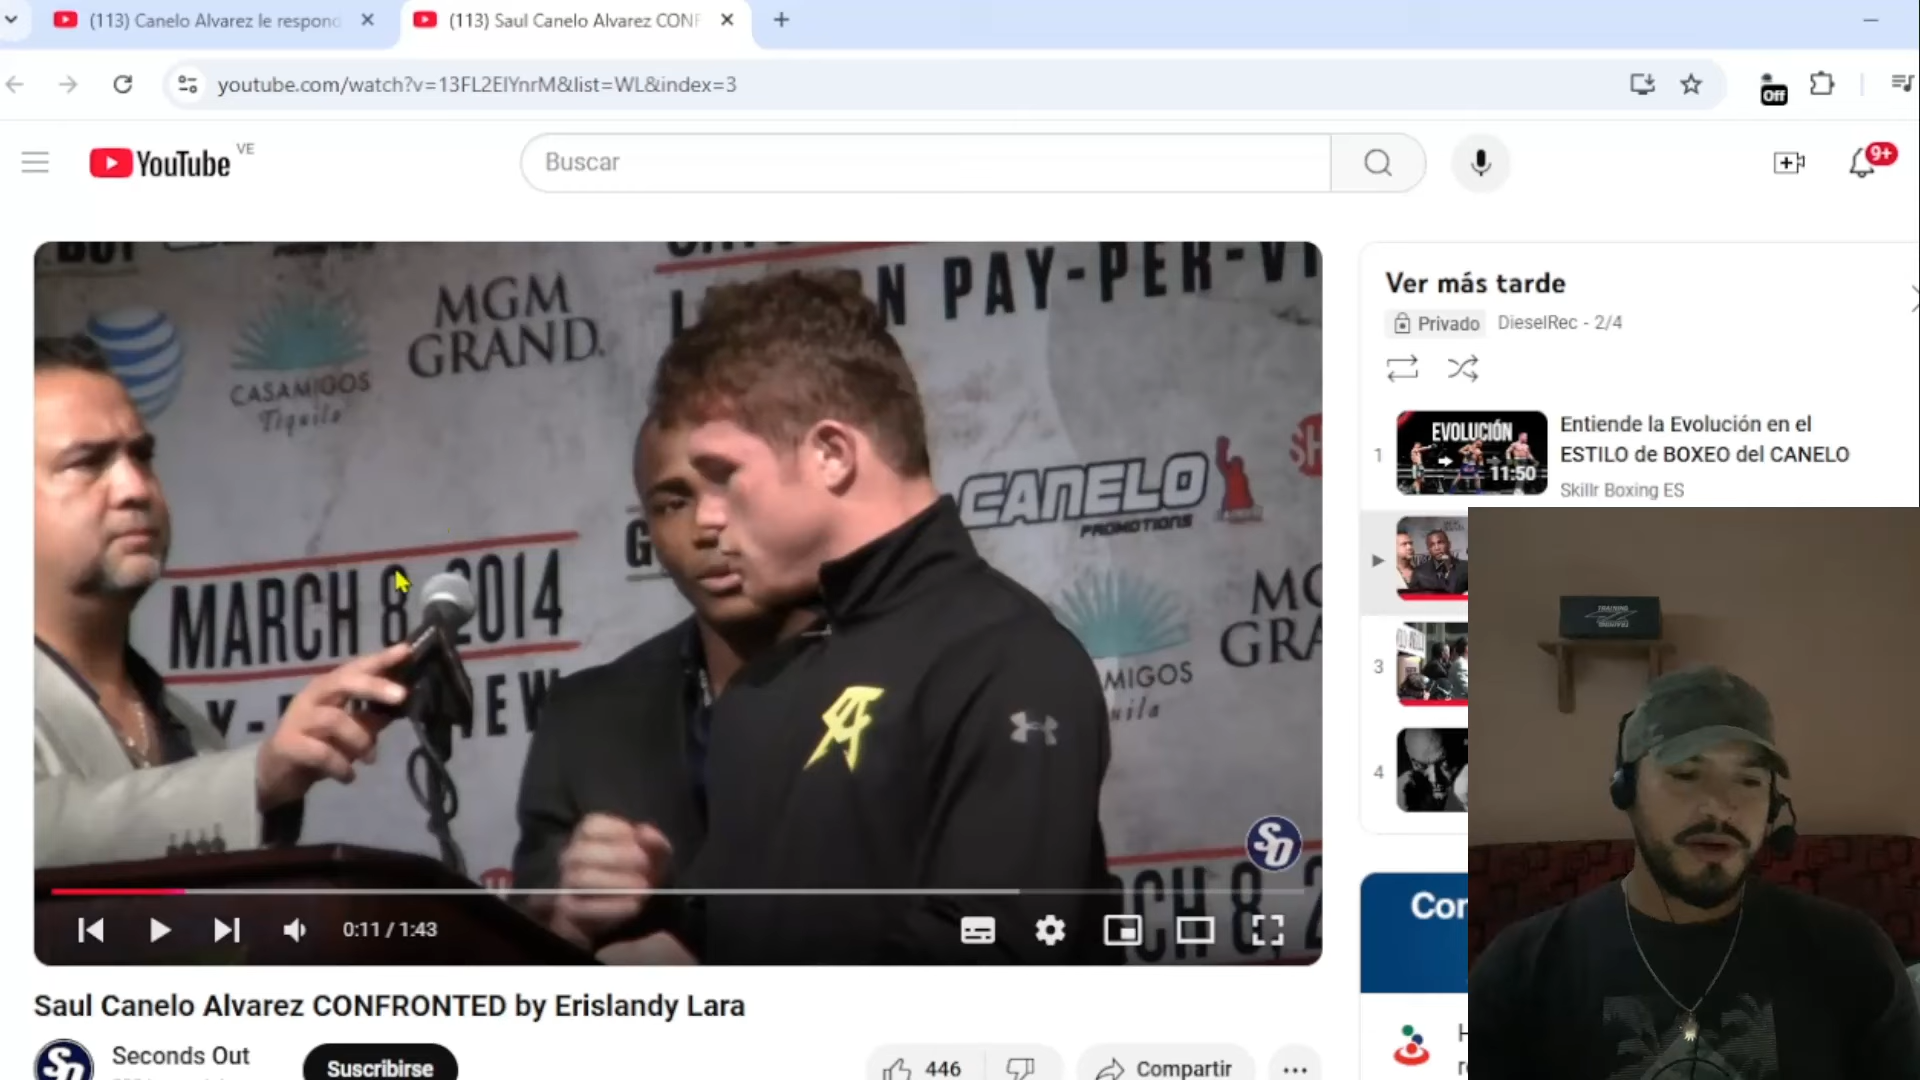 (113) Canelo Alvarez le respond
(113) Saul Canelo Alvarez CONF
youtube.com/watch?v=13FL2ElYnrM&list=WL&index=3
Off
YouTube VE
Buscar
9+
PAY-PER-VI
MGM
GRAND.
CASAMIGOS
Tequila
CANELO
PROMOTIONS
MARCH 8, 2014
0:11 / 1:43
Saul Canelo Alvarez CONFRONTED by Erislandy Lara
Seconds Out
Suscribirse
446
Compartir
Ver más tarde
Privado
DieselRec - 2/4
1
EVOLUCIÓN
11:50
Entiende la Evolución en el
ESTILO de BOXEO del CANELO
Skillr Boxing ES
3
4
TRAINING